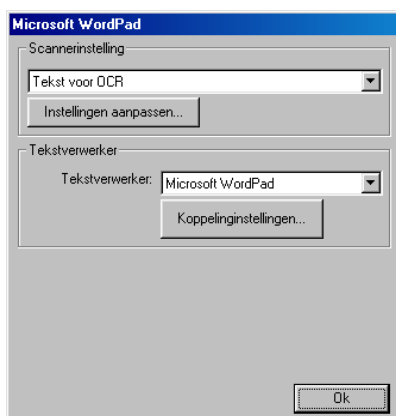 Microsoft WordPad
Scannerinstelling
Tekst voor OCR
Instellingen aanpassen...
Tekstverwerker
Tekstverwerker: Microsoft WordPad
Koppelinginstellingen...
Ok